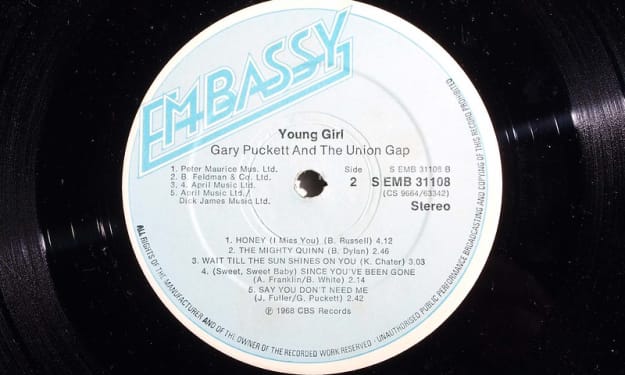 EMBASSY
Young Girl
Gary Puckett And The Union Gap
1. Peter Maurice Mus. Ltd.
2. B. Feldman & Co. Ltd.
3. 4. April Music Ltd.
5. April Music Ltd./
Dick James Music Ltd.
Side
2
S EMB 31108 B
S EMB 31108
(CS 9664/63342)
Stereo
1. HONEY (I Miss You) (B. Russell) 4.12
2. THE MIGHTY QUINN (B. Dylan) 2.46
3. WAIT TILL THE SUN SHINES ON YOU (K. Chater) 3.03
4. (Sweet, Sweet Baby) SINCE YOU'VE BEEN GONE
(A. Franklin/B. White) 2.14
5. SAY YOU DON'T NEED ME
(J. Fuller/G. Puckett) 2.42
℗ 1968 CBS Records
ALL RIGHTS OF THE MANUFACTURER AND OF THE OWNER OF THE RECORDED WORK RESERVED - UNAUTHORISED PUBLIC PERFORMANCE BROADCASTING AND COPYING OF THIS RECORD PROHIBITED